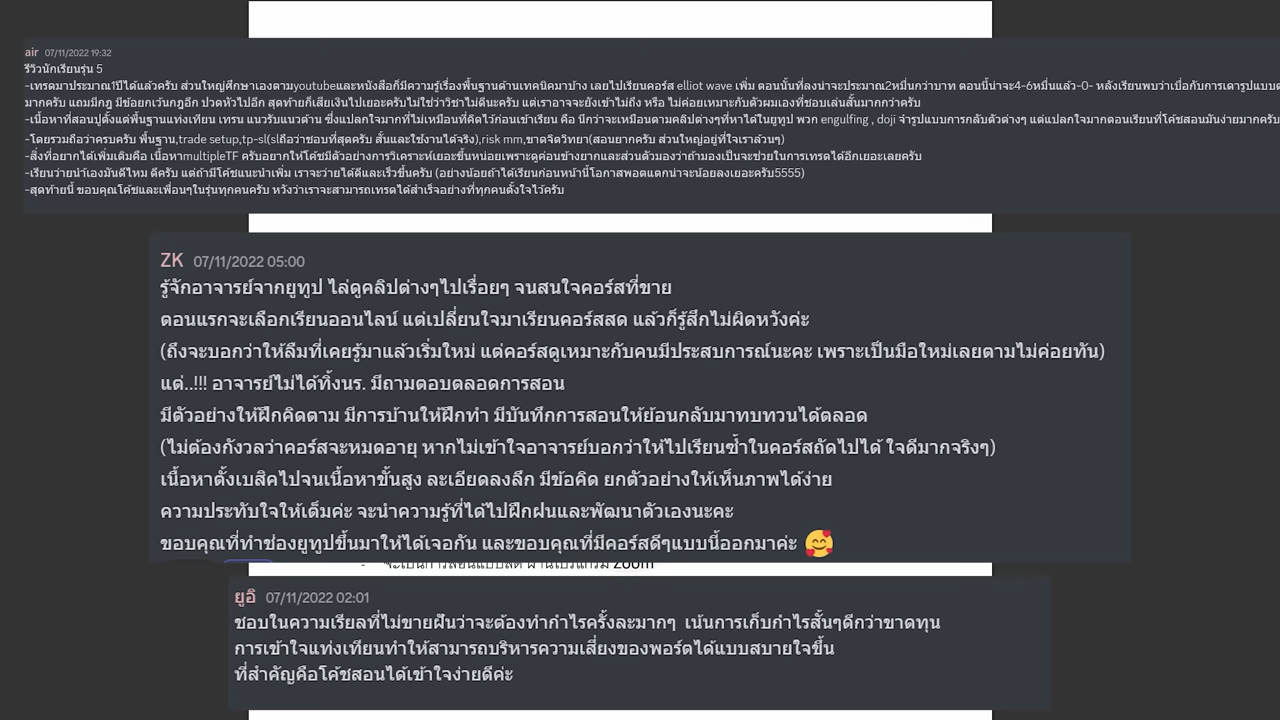 air 07/11/2022 19:32
รีวิวนักเรียนรุ่น 5
-เทรดมาประมาณ1ปีได้แล้วครับ ส่วนใหญ่ศึกษาเองตามyoutubeและหนังสือก็มีความรู้เรื่องพื้นฐานด้านเทคนิคมาบ้าง เลยไปเรียนคอร์ส elliot wave เพิ่ม ตอนนั้นที่ลงน่าจะประมาณ2หมื่นกว่าบาท ตอนนี้น่าจะ4-6หมื่นแล้ว-0- หลังเรียนพบว่าเบื่อกับการเดารูปแบบ
มากครับ แถมมีกฎ มีข้อยกเว้นกฎอีก ปวดหัวไปอีก สุดท้ายก็เสียเงินไปเยอะครับไม่ใช่ว่าวิชาไม่ดีนะครับ แต่เราอาจจะยังเข้าไม่ถึง หรือ ไม่ค่อยเหมาะกับตัวผมเองที่ชอบเล่นสั้นมากกว่าครับ
-เนื้อหาที่สอนปูตั้งแต่พื้นฐานแท่งเทียน เทรน แนวรับแนวต้าน ซึ่งแปลกใจมากที่ไม่เหมือนที่คิดไว้ก่อนเข้าเรียน คือ นึกว่าจะเหมือนตามคลิปต่างๆที่หาได้ในยูทูป พวก engulfing , doji จำรูปแบบการกลับตัวต่างๆ แต่แปลกใจมากตอนเรียนที่โค้ชสอนมันง่ายมากครับ
-โดยรวมถือว่าครบครับ พื้นฐาน,trade setup,tp-sl(slถือว่าชอบที่สุดครับ สั้นและใช้งานได้จริง),risk mm,ขาดจิตวิทยา(สอนยากครับ ส่วนใหญ่อยู่ที่ใจเราล้วนๆ)
-สิ่งที่อยากได้เพิ่มเติมคือ เนื้อหาmultipleTF ครับอยากให้โค้ชมีตัวอย่างการวิเคราะห์เยอะขึ้นหน่อยเพราะดูค่อนข้างยากและส่วนตัวมองว่าถ้ามองเป็นจะช่วยในการเทรดได้อีกเยอะเลยครับ
-เรียนว่ายน้ำเองมันดีไหม ดีครับ แต่ถ้ามีโค้ชแนะนำเพิ่ม เราจะว่ายได้ดีและเร็วขึ้นครับ (อย่างน้อยถ้าได้เรียนก่อนหน้านี้โอกาสพอตแตกน่าจะน้อยลงเยอะครับ5555)
-สุดท้ายนี้ ขอบคุณโค้ชและเพื่อนๆในรุ่นทุกคนครับ หวังว่าเราจะสามารถเทรดได้สำเร็จอย่างที่ทุกคนตั้งใจไว้ครับ
ZK 07/11/2022 05:00
รู้จักอาจารย์จากยูทูป ไล่ดูคลิปต่างๆไปเรื่อยๆ จนสนใจคอร์สที่ขาย
ตอนแรกจะเลือกเรียนออนไลน์ แต่เปลี่ยนใจมาเรียนคอร์สสด แล้วก็รู้สึกไม่ผิดหวังค่ะ
(ถึงจะบอกว่าให้ลืมที่เคยรู้มาแล้วเริ่มใหม่ แต่คอร์สดูเหมาะกับคนมีประสบการณ์นะคะ เพราะเป็นมือใหม่เลยตามไม่ค่อยทัน)
แต่..!!! อาจารย์ไม่ได้ทิ้งนร. มีถามตอบตลอดการสอน
มีตัวอย่างให้ฝึกคิดตาม มีการบ้านให้ฝึกทำ มีบันทึกการสอนให้ย้อนกลับมาทบทวนได้ตลอด
(ไม่ต้องกังวลว่าคอร์สจะหมดอายุ หากไม่เข้าใจอาจารย์บอกว่าให้ไปเรียนซ้ำในคอร์สถัดไปได้ ใจดีมากจริงๆ)
เนื้อหาตั้งเบสิคไปจนเนื้อหาขั้นสูง ละเอียดลงลึก มีข้อคิด ยกตัวอย่างให้เห็นภาพได้ง่าย
ความประทับใจให้เต็มค่ะ จะนำความรู้ที่ได้ไปฝึกฝนและพัฒนาตัวเองนะคะ
ขอบคุณที่ทำช่องยูทูปขึ้นมาให้ได้เจอกัน และขอบคุณที่มีคอร์สดีๆแบบนี้ออกมาค่ะ 🥰
- จะเป็นการสอนแบบสด ผ่านโปรแกรม Zoom
ยูอิ 07/11/2022 02:01
ชอบในความเรียลที่ไม่ขายฝันว่าจะต้องทำกำไรครั้งละมากๆ เน้นการเก็บกำไรสั้นๆดีกว่าขาดทุน
การเข้าใจแท่งเทียนทำให้สามารถบริหารความเสี่ยงของพอร์ตได้แบบสบายใจขึ้น
ที่สำคัญคือโค้ชสอนได้เข้าใจง่ายดีค่ะ